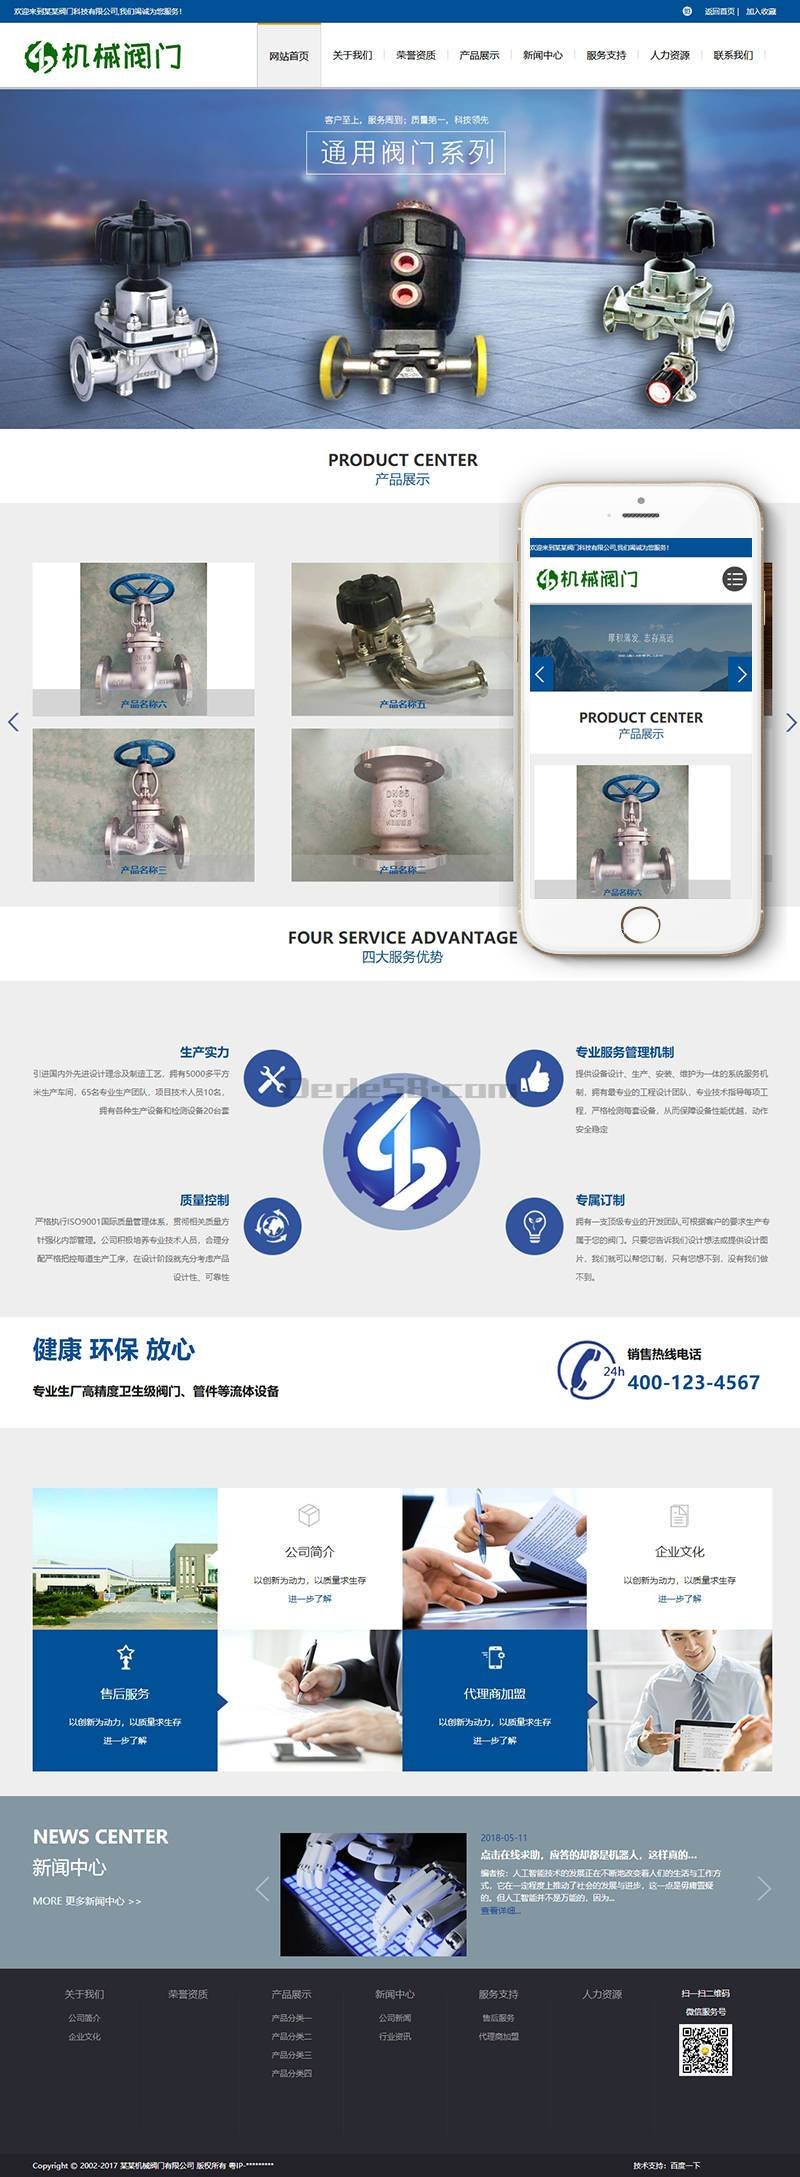 欢迎来到某某阀门科技有限公司,我们竭诚为您服务!
返回首页 | 加入收藏
机械阀门
网站首页 关于我们 荣誉资质 产品展示 新闻中心 服务支持 人力资源 联系我们
客户至上，服务周到；质量第一，科技领先
通用阀门系列
PRODUCT CENTER
产品展示
产品名称六
产品名称五
产品名称三
产品名称二
DN65
16
CF8
欢迎来到某某阀门科技有限公司,我们竭诚为您服务!
机械阀门
厚积薄发, 志存高远
PRODUCT CENTER
产品展示
产品名称六
FOUR SERVICE ADVANTAGE
四大服务优势
生产实力
引进国内外先进设计理念及制造工艺，拥有5000多平方
米生产车间，65名专业生产团队，项目技术人员10名，
拥有各种生产设备和检测设备20台套
专业服务管理机制
提供设备设计、生产、安装、维护为一体的系统服务机
制，拥有最专业的工程设计团队，专业技术指导每项工
程，严格检测每套设备，从而保障设备性能优越，动作
安全稳定
Dede58.com
质量控制
严格执行ISO9001国际质量管理体系，贯彻相关质量方
针强化内部管理。公司积极培养专业技术人员，合理分
配严格把控每道生产工序，在设计阶段就充分考虑产品
设计性、可靠性
专属订制
拥有一支顶级专业的开发团队,可根据客户的要求生产专
属于您的阀门。只要您告诉我们设计想法或提供设计图
片，我们就可以帮您订制，只有您想不到，没有我们做
不到。
健康 环保 放心
专业生厂高精度卫生级阀门、管件等流体设备
24h
销售热线电话
400-123-4567
公司简介
以创新为动力，以质量求生存
进一步了解
企业文化
以创新为动力，以质量求生存
进一步了解
售后服务
以创新为动力，以质量求生存
进一步了解
代理商加盟
以创新为动力，以质量求生存
进一步了解
NEWS CENTER
新闻中心
MORE 更多新闻中心 >>
2018-05-11
点击在线求助，应答的却都是机器人，这样真的...
编者按：人工智能技术的发展正在不断地改变着人们的生活与工作方
式，它在一定程度上推动了社会的发展与进步，这一点是毋庸置疑
的。但人工智能并不是万能的，因为...
查看详细...
关于我们 荣誉资质 产品展示 新闻中心 服务支持 人力资源
公司简介 产品分类一 公司新闻 售后服务
企业文化 产品分类二 行业资讯 代理商加盟
产品分类三
产品分类四
扫一扫二维码
微信服务号
Copyright © 2002-2017 某某机械阀门有限公司 版权所有 粤IP-*********
技术支持：百度一下